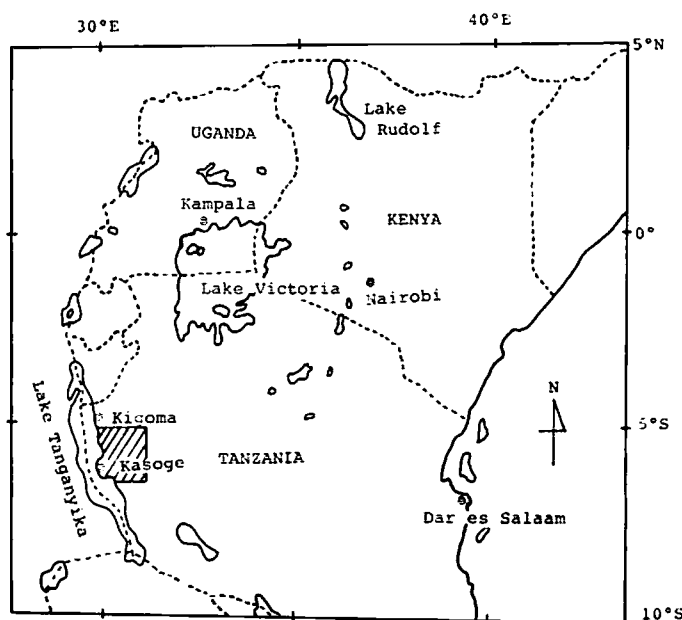 30°E
40°E
5°N
Lake
Rudolf
UGANDA
Kampala
KENYA
0°
Lake Victoria
Nairobi
N
Lake Tanganyika
Kigoma
5°S
Kasoge
TANZANIA
Dar es Salaam
10°S